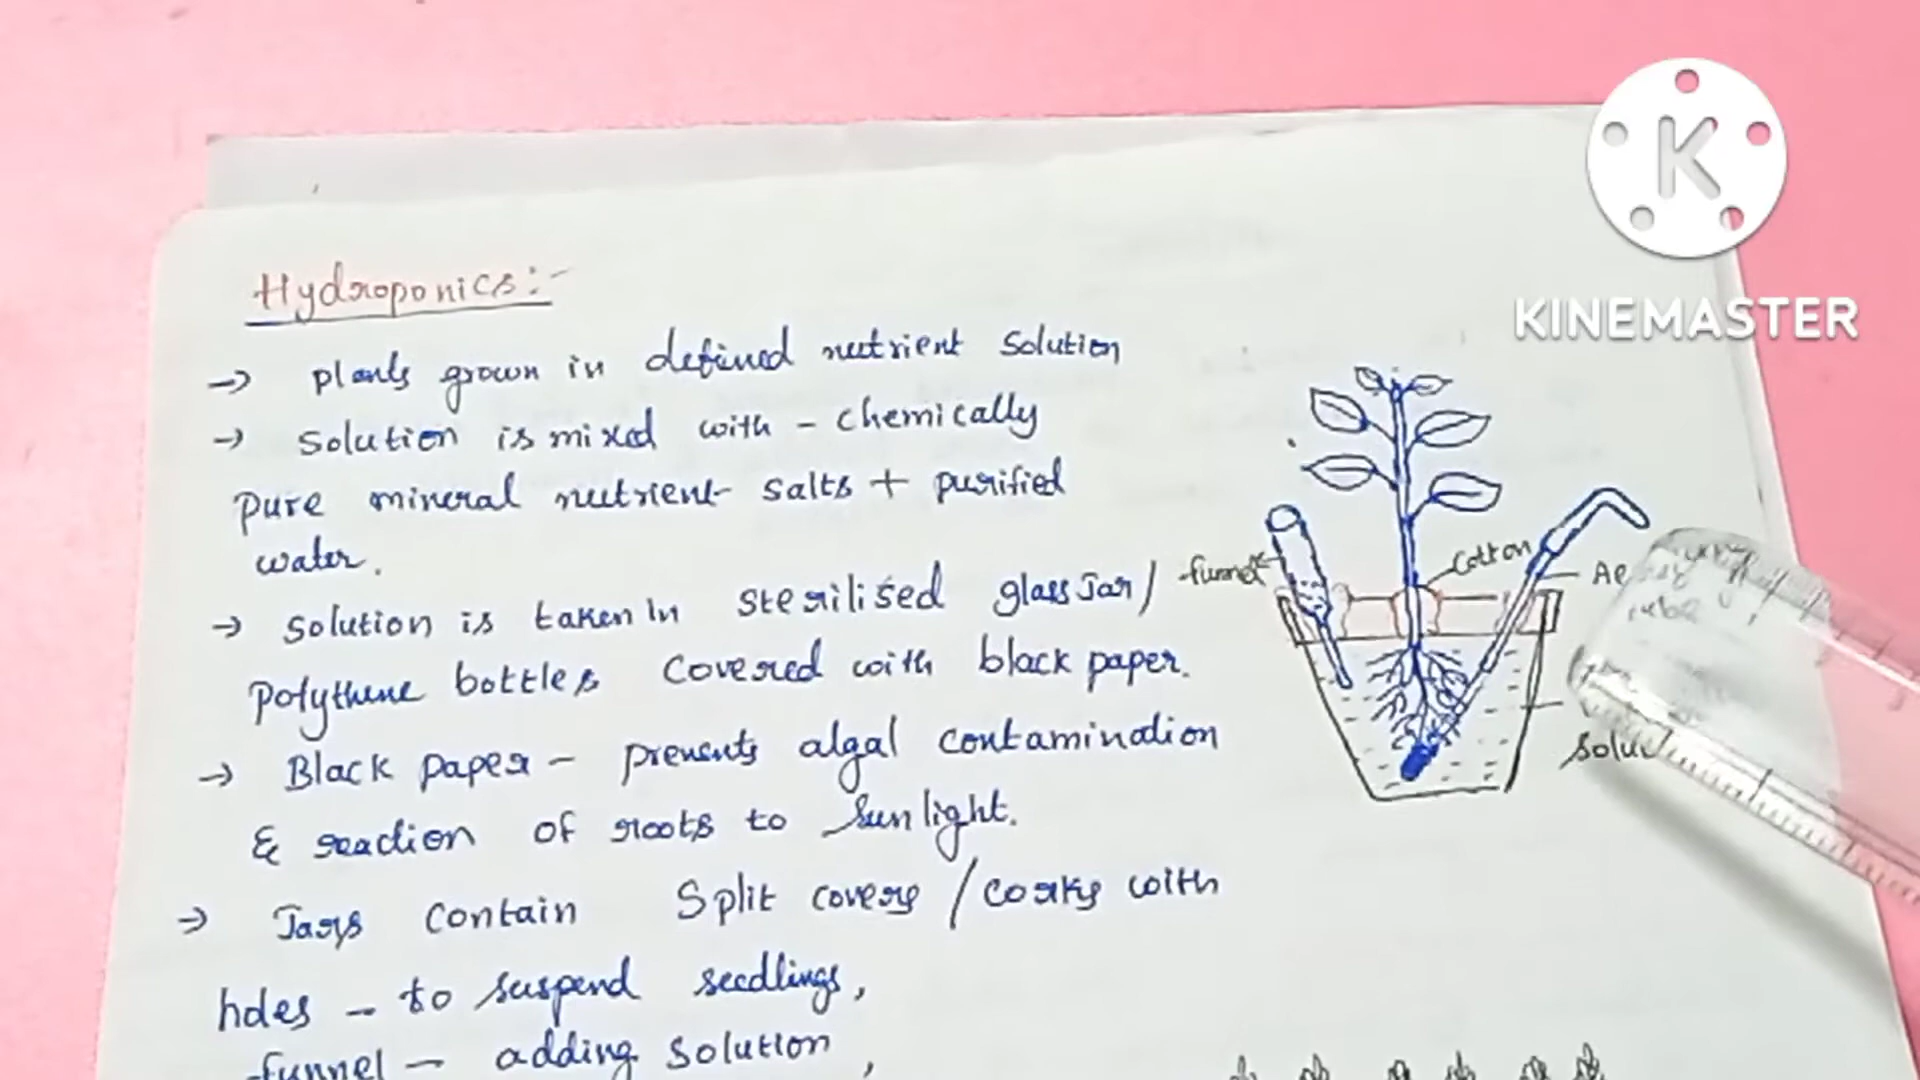 Hydroponics:-
→ plants grown in defined nutrient solution
→ solution is mixed with - chemically
pure mineral nutrient salts + purified
water.
→ solution is taken in sterilised glass Jar/
polythene bottles covered with black paper.
→ Black paper - prevents algal contamination
& reaction of roots to sunlight.
→ Jars contain split covers / corks with
holes - to suspend seedlings,
funnel - adding solution,
funnel
cotton
K
KINEMASTER